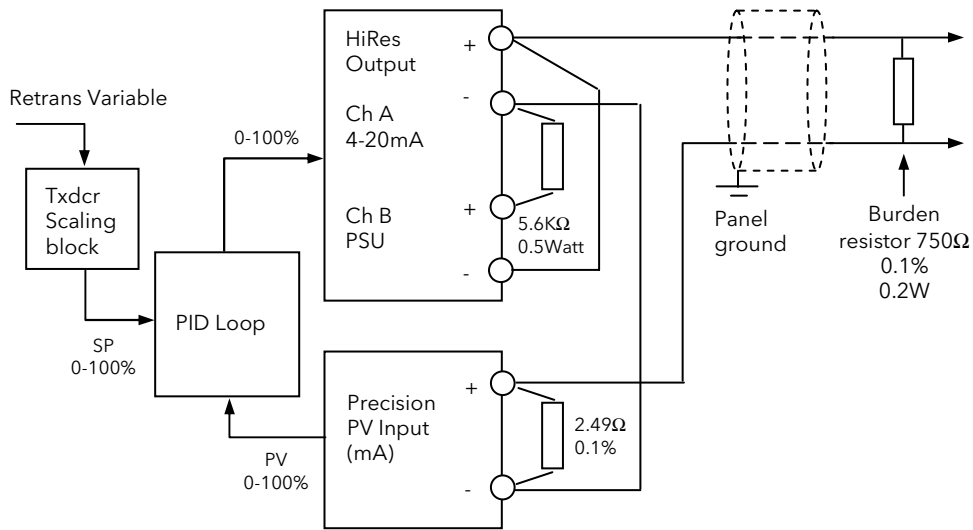 Retrans Variable
Txdcr
Scaling
block
SP
0-100%
PID Loop
0-100%
HiRes
Output
Ch A
4-20mA
Ch B
PSU
+
-
+
-
5.6KΩ
0.5Watt
Precision
PV Input
(mA)
PV
0-100%
+
-
2.49Ω
0.1%
Panel
ground
Burden
resistor 750Ω
0.1%
0.2W